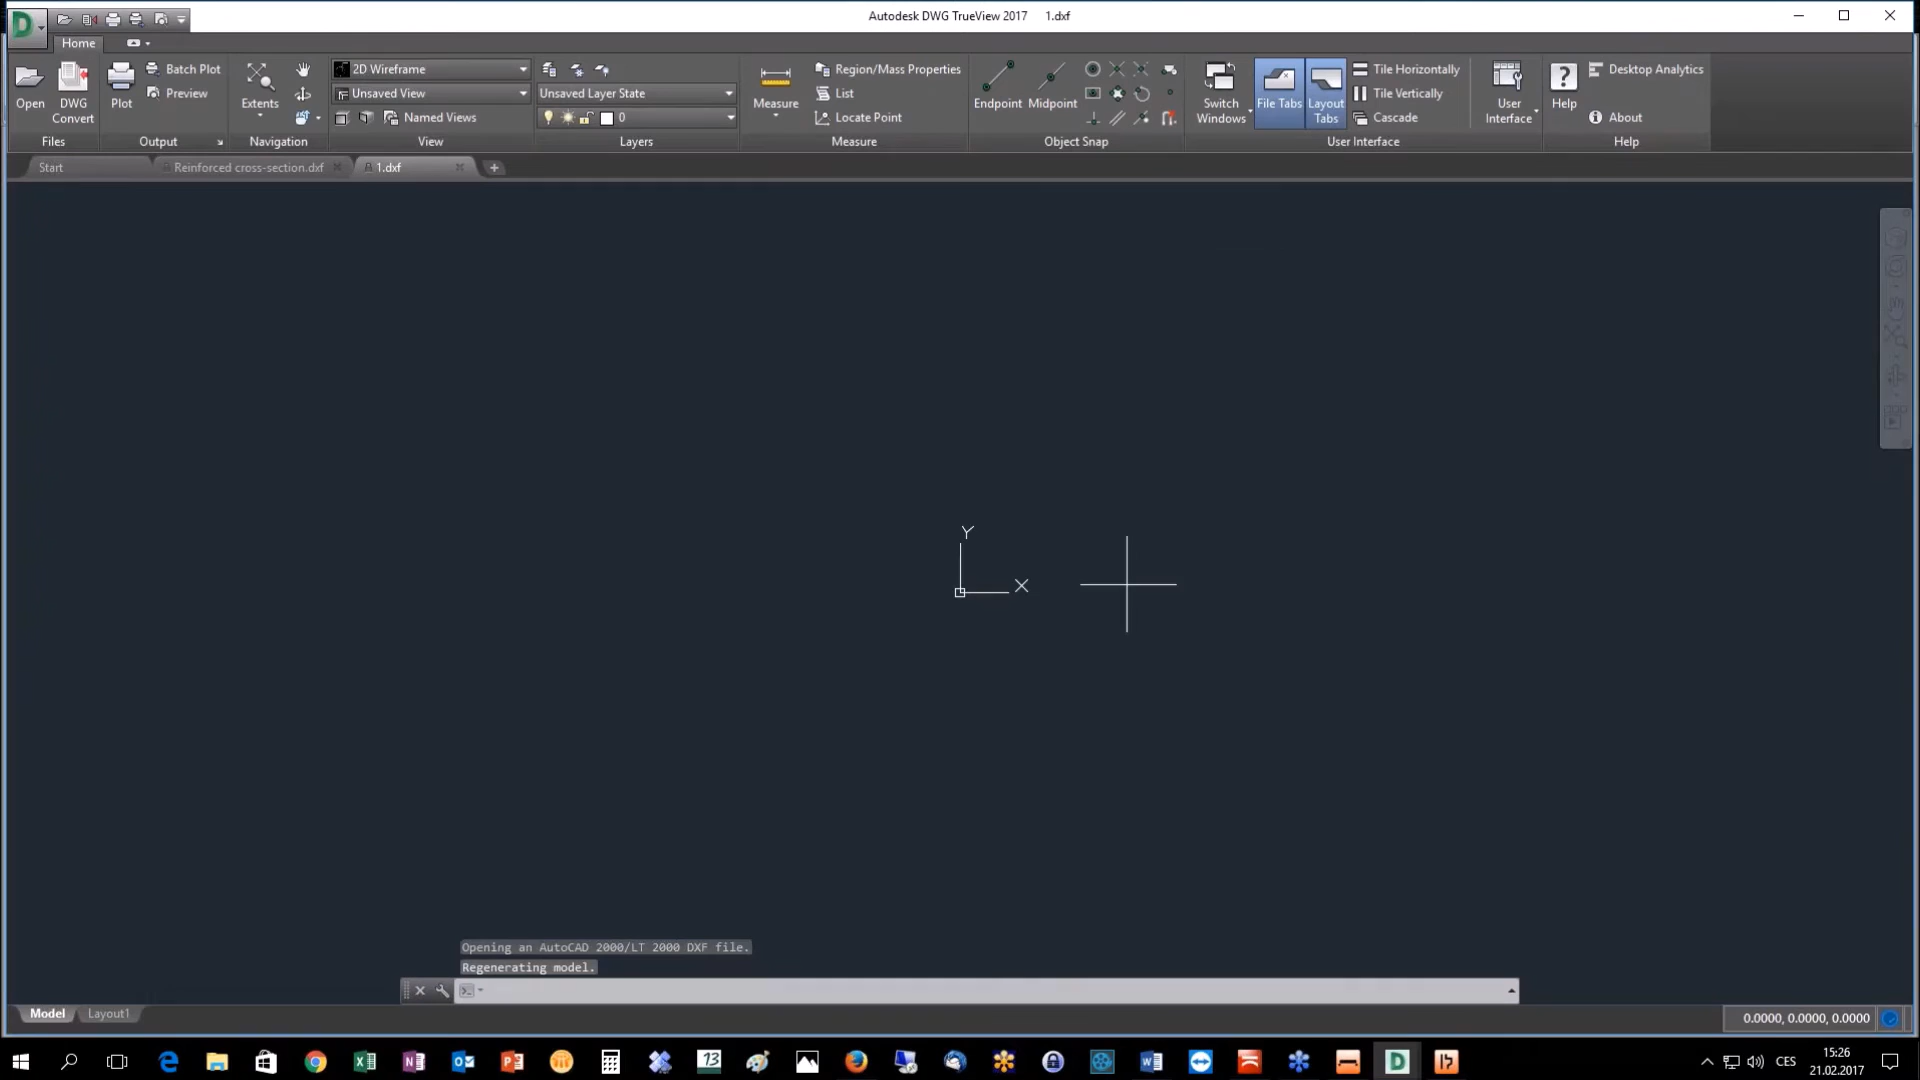 Autodesk DWG TrueView 2017 1.dxf
Home
Open
DWG Convert
Files
Plot
Batch Plot
Preview
Output
Extents
Navigation
2D Wireframe
Unsaved View
Named Views
View
Unsaved Layer State
0
Layers
Measure
Region/Mass Properties
List
Locate Point
Measure
Endpoint
Midpoint
Object Snap
Switch Windows
File Tabs
Layout Tabs
Tile Horizontally
Tile Vertically
Cascade
User Interface
User Interface
Help
Desktop Analytics
About
Help
Start
Reinforced cross-section.dxf
1.dxf
Y
X
Opening an AutoCAD 2000/LT 2000 DXF file.
Regenerating model.
Model
Layout1
0.0000, 0.0000, 0.0000
13
CES
15:26
21.02.2017